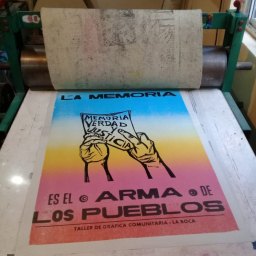 LA MEMORIA
MEMORIA
VERDAD
JUSTICIA
ES EL ARMA DE
LOS PUEBLOS
TALLER DE GRÁFICA COMUNITARIA - LA BOCA